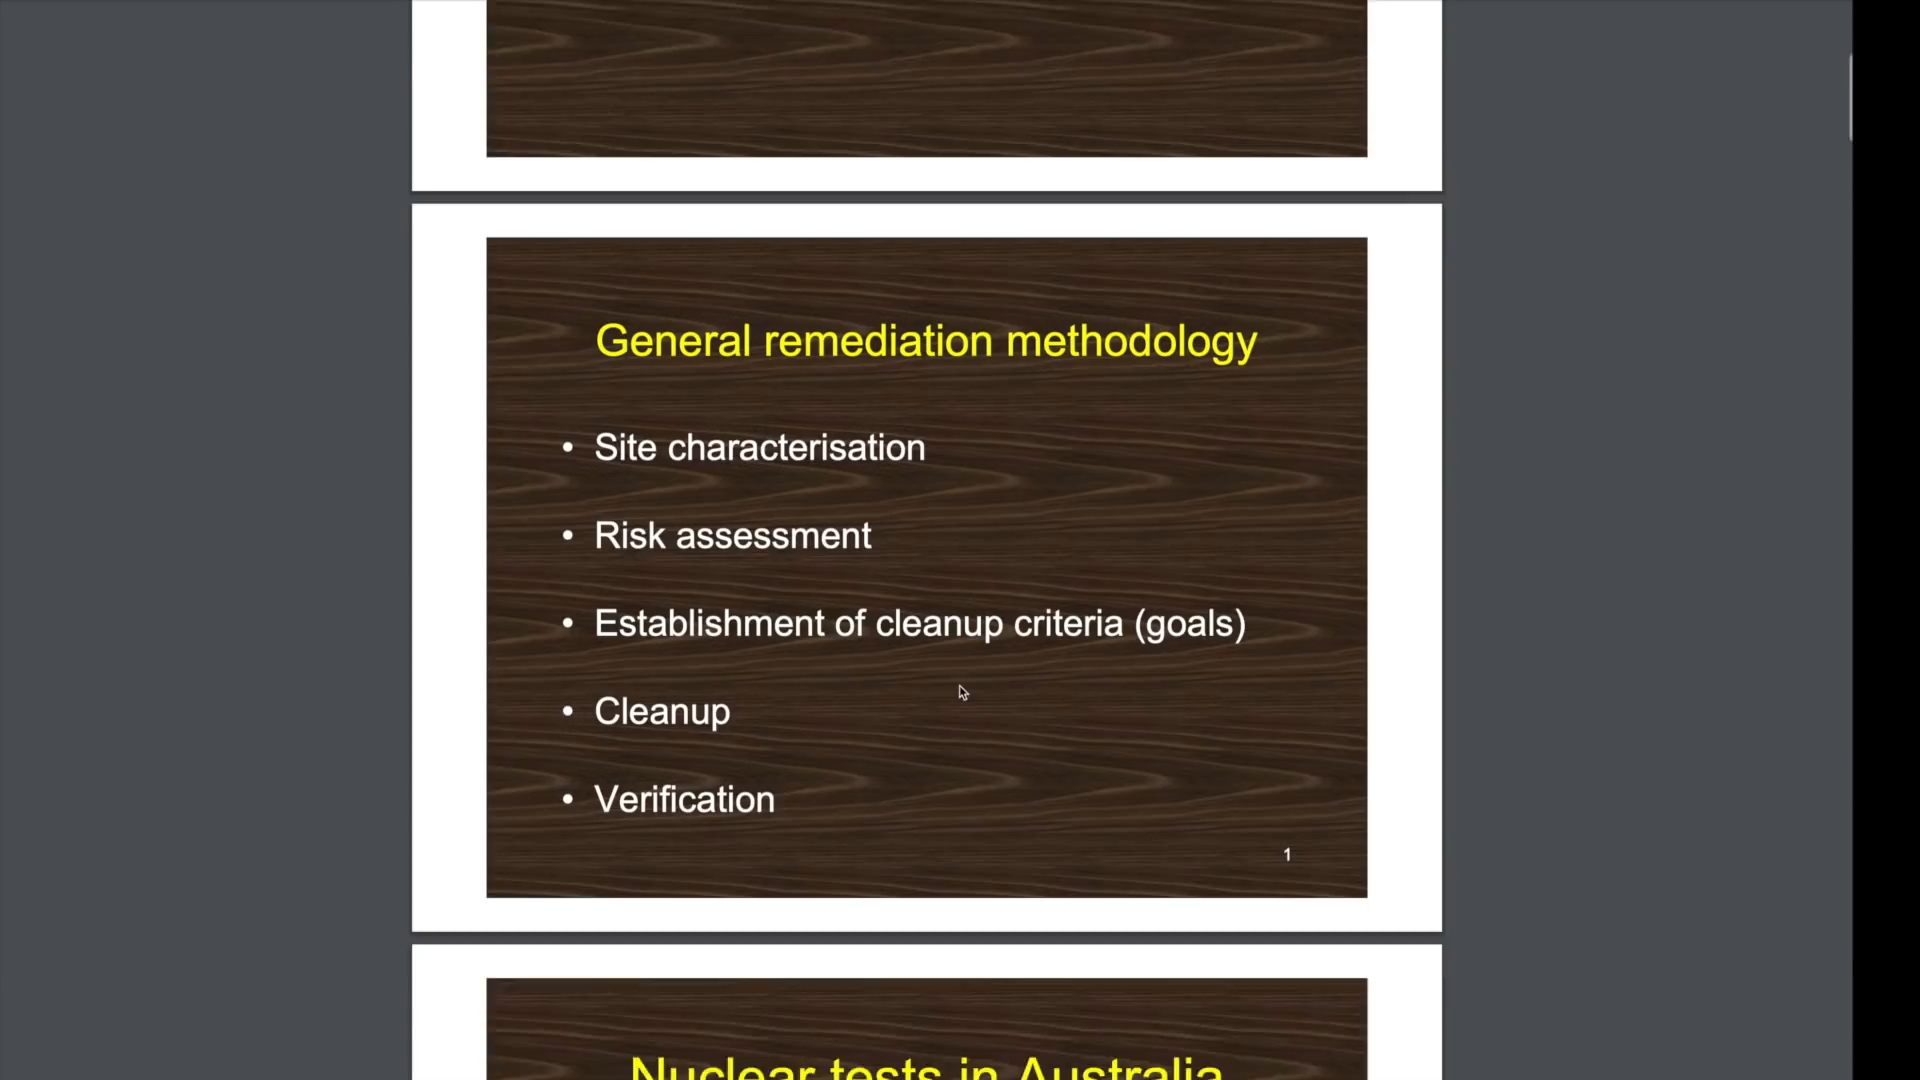 General remediation methodology
• Site characterisation
• Risk assessment
• Establishment of cleanup criteria (goals)
• Cleanup
• Verification
1
Nuclear tests in Australia